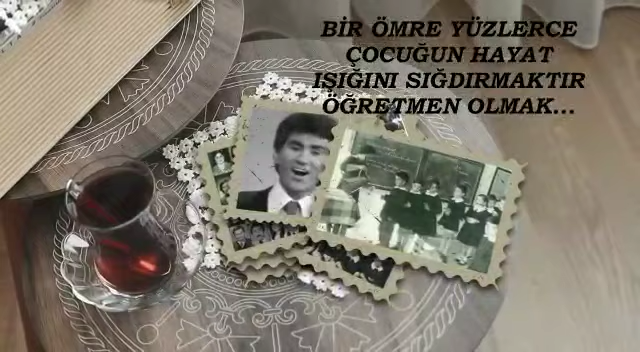 BİR ÖMRE YÜZLERCE
ÇOCUĞUN HAYAT
IŞIĞINI SIĞDIRMAKTIR
ÖĞRETMEN OLMAK...